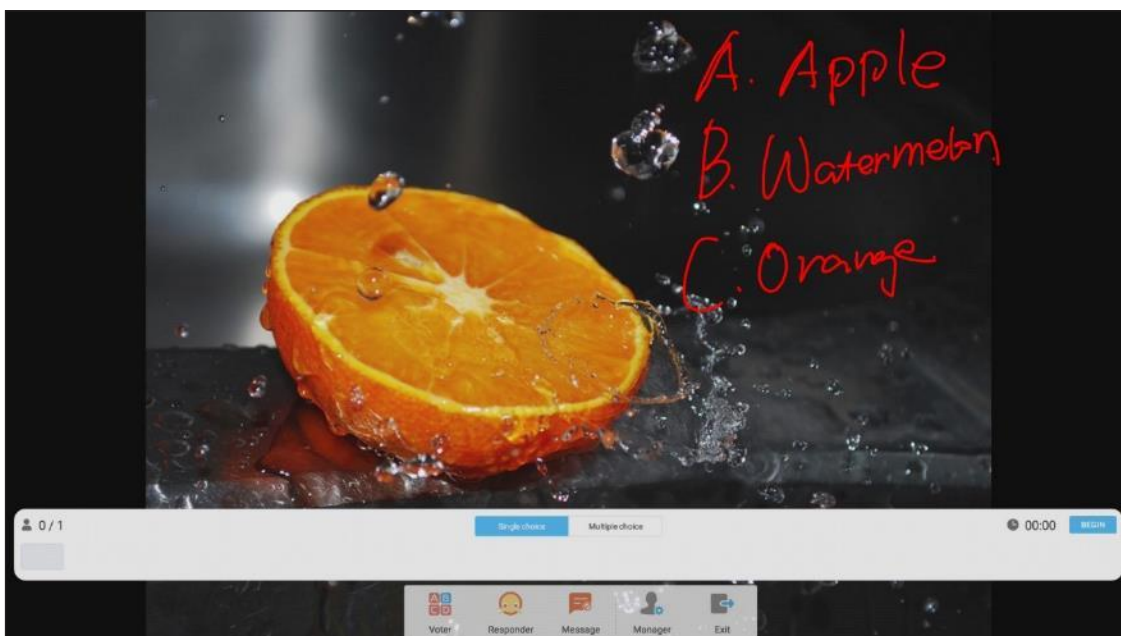 A. Apple
B. Watermelon
C. Orange
0 / 1
Single choice
Multiple choice
00:00
BEGIN
A B
C D
Voter
Responder
Message
Manager
Exit